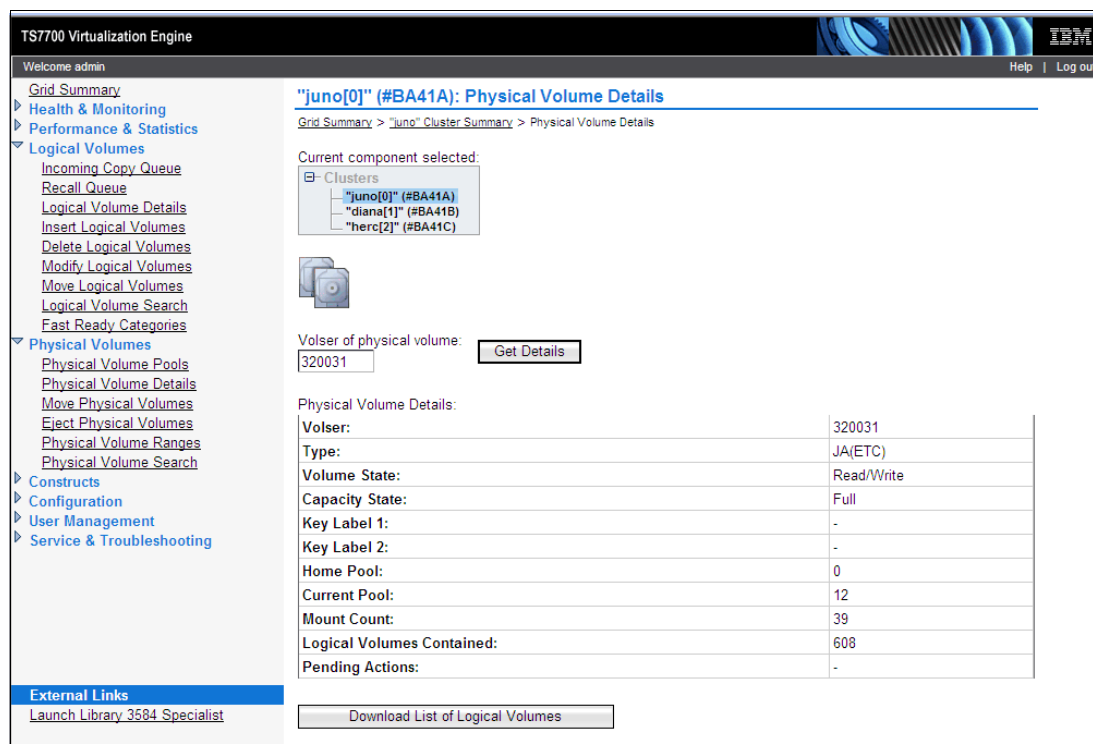 TS7700 Virtualization Engine
IBM
Welcome admin
Help | Log ou
Grid Summary
Health & Monitoring
Performance & Statistics
Logical Volumes
Incoming Copy Queue
Recall Queue
Logical Volume Details
Insert Logical Volumes
Delete Logical Volumes
Modify Logical Volumes
Move Logical Volumes
Logical Volume Search
Fast Ready Categories
Physical Volumes
Physical Volume Pools
Physical Volume Details
Move Physical Volumes
Eject Physical Volumes
Physical Volume Ranges
Physical Volume Search
Constructs
Configuration
User Management
Service & Troubleshooting
External Links
Launch Library 3584 Specialist
"juno[0]" (#BA41A): Physical Volume Details
Grid Summary > "juno" Cluster Summary > Physical Volume Details
Current component selected:
Clusters
"juno[0]" (#BA41A)
"diana[1]" (#BA41B)
"herc[2]" (#BA41C)
Volser of physical volume:
320031
Get Details
Physical Volume Details:
Volser: 320031
Type: JA(ETC)
Volume State: Read/Write
Capacity State: Full
Key Label 1: -
Key Label 2: -
Home Pool: 0
Current Pool: 12
Mount Count: 39
Logical Volumes Contained: 608
Pending Actions: -
Download List of Logical Volumes